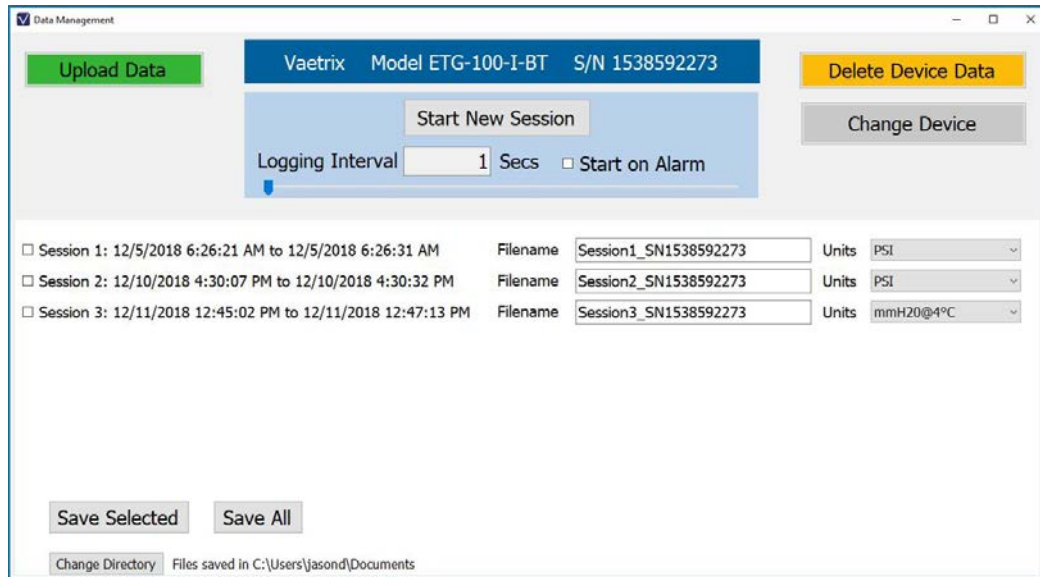 Data Management
Upload Data
Vaetrix Model ETG-100-I-BT S/N 1538592273
Delete Device Data
Start New Session
Change Device
Logging Interval 1 Secs Start on Alarm
Session 1: 12/5/2018 6:26:21 AM to 12/5/2018 6:26:31 AM Filename Session1_SN1538592273 Units PSI
Session 2: 12/10/2018 4:30:07 PM to 12/10/2018 4:30:32 PM Filename Session2_SN1538592273 Units PSI
Session 3: 12/11/2018 12:45:02 PM to 12/11/2018 12:47:13 PM Filename Session3_SN1538592273 Units mmH20@4°C
Save Selected Save All
Change Directory Files saved in C:\Users\jasond\Documents